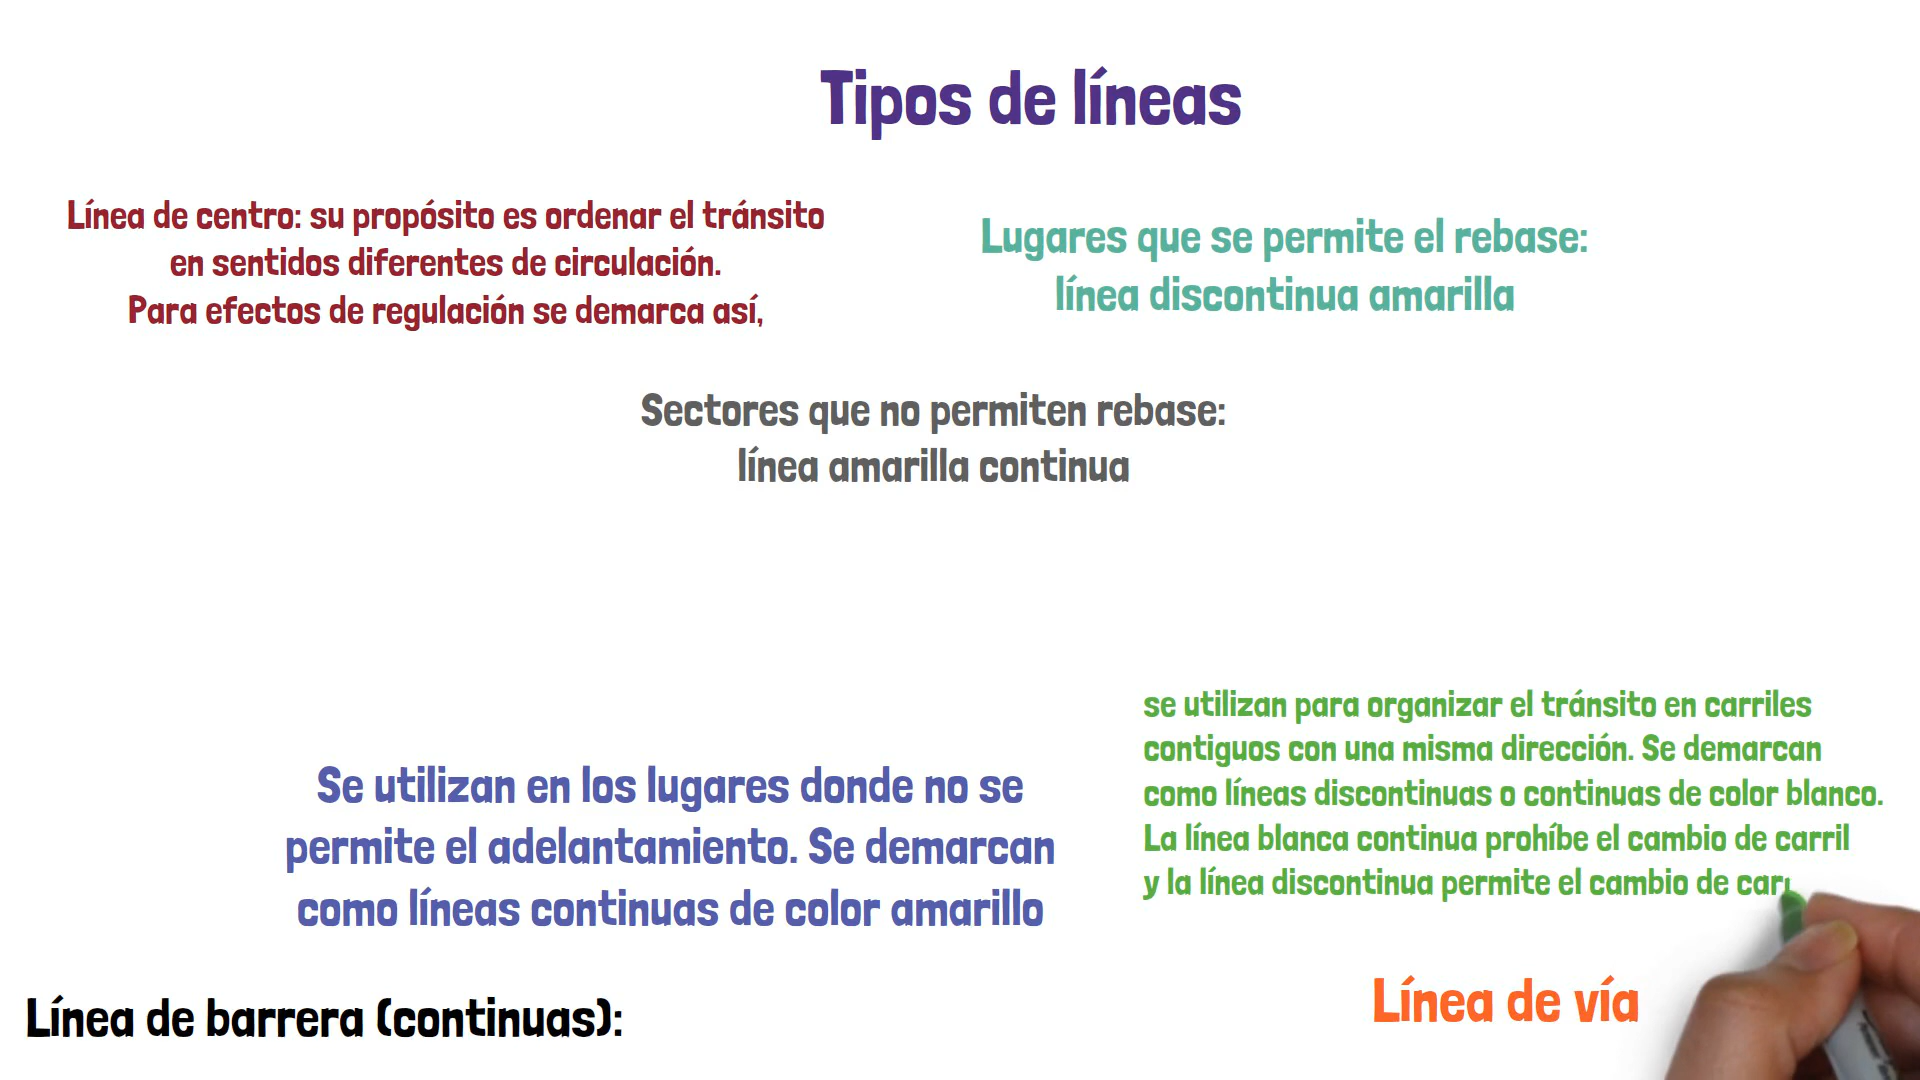 Tipos de líneas
Línea de centro: su propósito es ordenar el tránsito
en sentidos diferentes de circulación.
Para efectos de regulación se demarca así,
Lugares que se permite el rebase:
línea discontinua amarilla
Sectores que no permiten rebase:
línea amarilla continua
Se utilizan en los lugares donde no se
permite el adelantamiento. Se demarcan
como líneas continuas de color amarillo
Línea de barrera (continuas):
se utilizan para organizar el tránsito en carriles
contiguos con una misma dirección. Se demarcan
como líneas discontinuas o continuas de color blanco.
La línea blanca continua prohíbe el cambio de carril
y la línea discontinua permite el cambio de car
Línea de vía